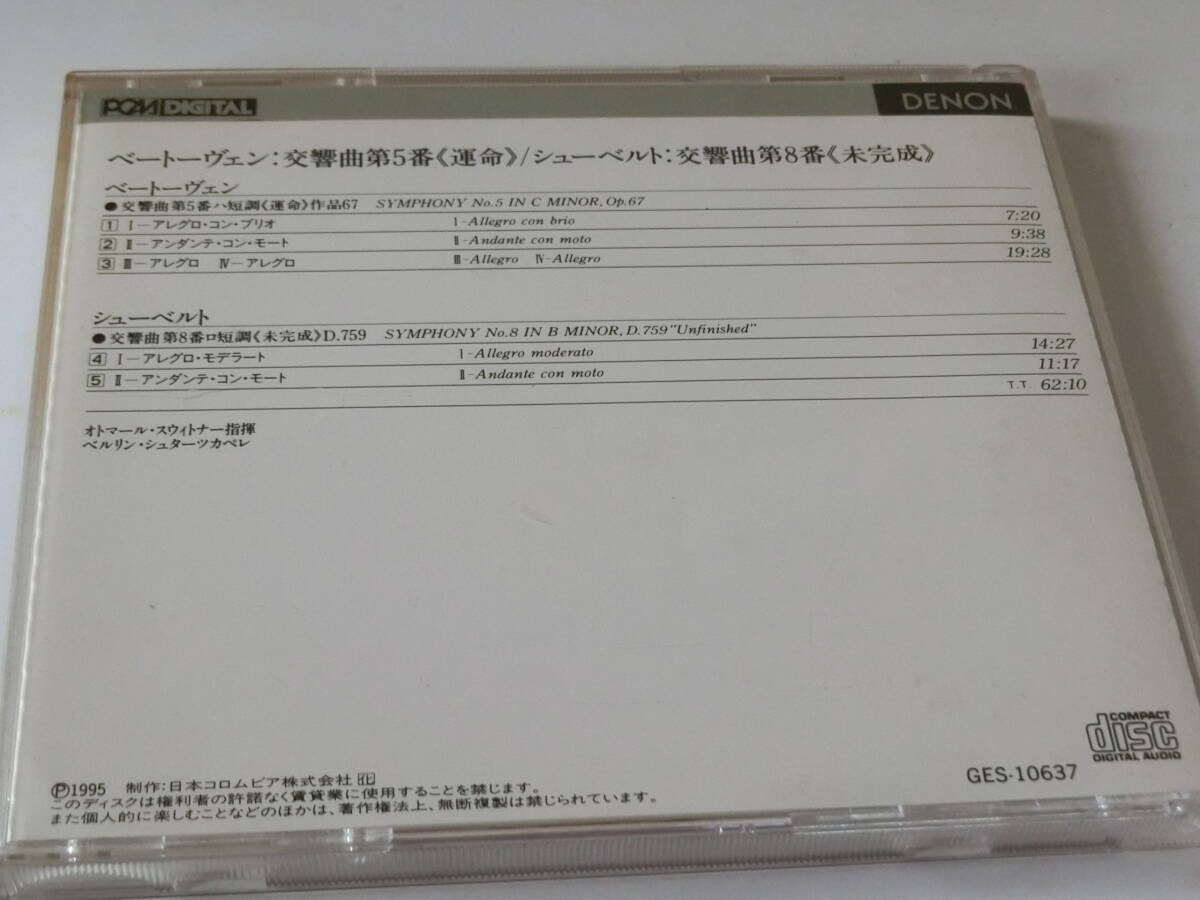 PCM DIGITAL DENON
ベートーヴェン:交響曲第5番《運命》/シューベルト:交響曲第8番《未完成》
ベートーヴェン
●交響曲第5番ハ短調《運命》作品67 SYMPHONY No.5 IN C MINOR, Op.67
1 Ⅰ－アレグロ・コン・ブリオ Ⅰ-Allegro con brio 7:20
2 Ⅱ－アンダンテ・コン・モート Ⅱ-Andante con moto 9:38
3 Ⅲ－アレグロ Ⅳ－アレグロ Ⅲ-Allegro Ⅳ-Allegro 19:28
シューベルト
●交響曲第8番ロ短調《未完成》D.759 SYMPHONY No.8 IN B MINOR, D.759 "Unfinished"
4 Ⅰ－アレグロ・モデラート Ⅰ-Allegro moderato 14:27
5 Ⅱ－アンダンテ・コン・モート Ⅱ-Andante con moto 11:17
T.T. 62:10
オトマール・スウィトナー指揮
ベルリン・シュターツカペレ
COMPACT
disc
DIGITAL AUDIO
GES-10637
Ⓟ1995 制作:日本コロムビア株式会社
このディスクは権利者の許諾なく賃貸業に使用することを禁じます。
また個人的に楽しむことなどのほかは、著作権法上、無断複製は禁じられています。